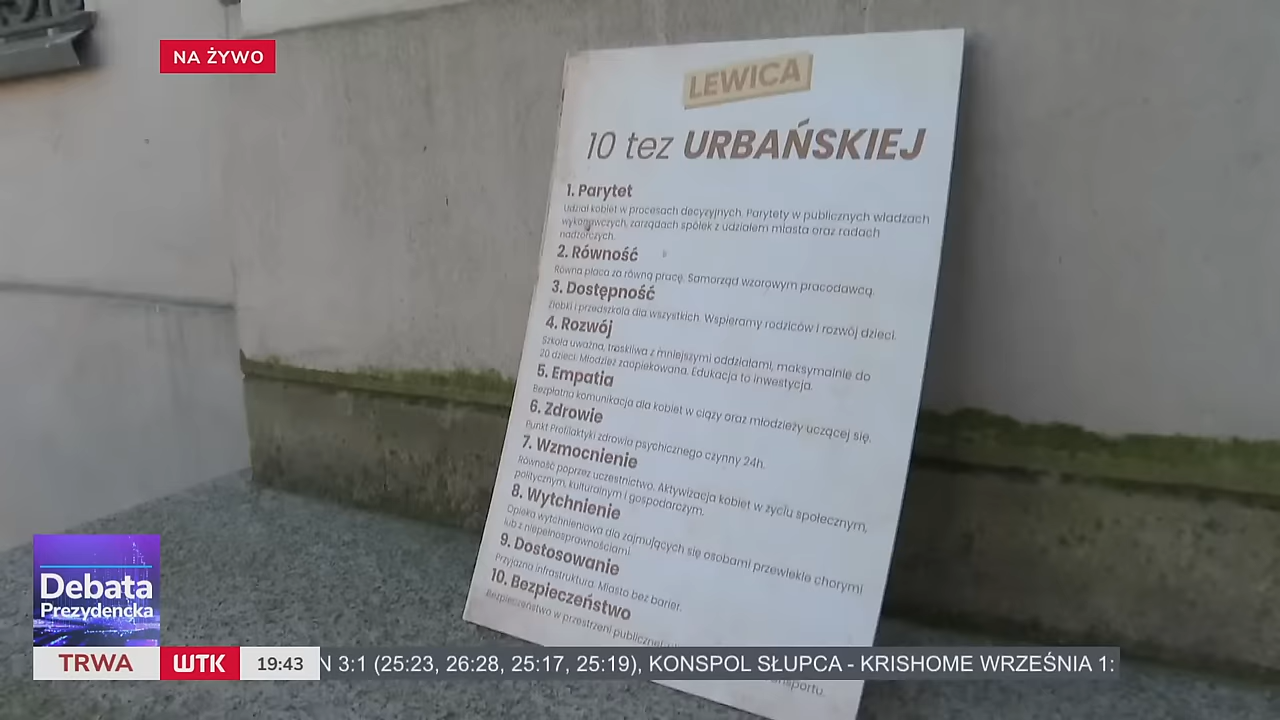 NA ŻYWO
LEWICA
10 tez URBAŃSKIEJ
1. Parytet
Udział kobiet w procesach decyzyjnych. Parytety w publicznych władzach
wykonawczych, zarządach spółek z udziałem miasta oraz radach
nadzorczych.
2. Równość
Równa płaca za równą pracę. Samorząd wzorowym pracodawcą.
3. Dostępność
Żłobki i przedszkola dla wszystkich. Wspieramy rodziców i rozwój dzieci.
4. Rozwój
Szkoła uważna, troskliwa z mniejszymi oddziałami, maksymalnie do
20 dzieci. Młodzież zaopiekowana. Edukacja to inwestycja.
5. Empatia
Bezpłatna komunikacja dla kobiet w ciąży oraz młodzieży uczącej się.
6. Zdrowie
Punkt Profilaktyki zdrowia psychicznego czynny 24h.
7. Wzmocnienie
Równość poprzez uczestnictwo. Aktywizacja kobiet w życiu społecznym,
politycznym, kulturalnym i gospodarczym.
8. Wytchnienie
Opieka wytchnieniowa dla zajmujących się osobami przewlekle chorymi
lub z niepełnosprawnościami.
9. Dostosowanie
Przyjazna infrastruktura. Miasto bez barier.
10. Bezpieczeństwo
Bezpieczeństwo w przestrzeni publicznej
Debata
Prezydencka
TRWA WTK 19:43 N 3:1 (25:23, 26:28, 25:17, 25:19), KONSPOL SŁUPCA - KRISHOME WRZEŚNIA 1: